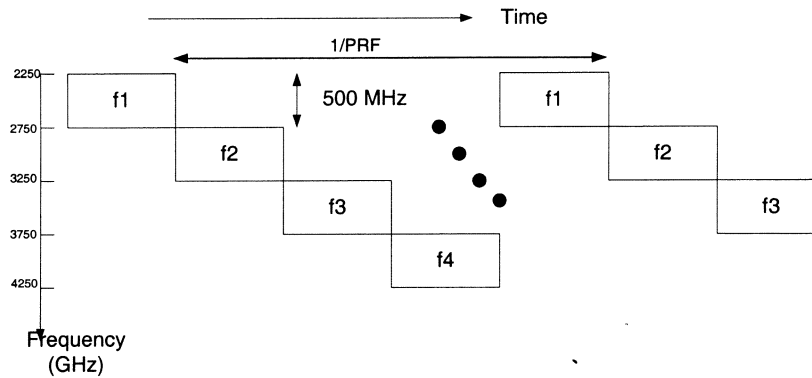 Time
1/PRF
2250
f1
500 MHz
f1
2750
f2
f2
3250
f3
f3
3750
f4
4250
Frequency
(GHz)